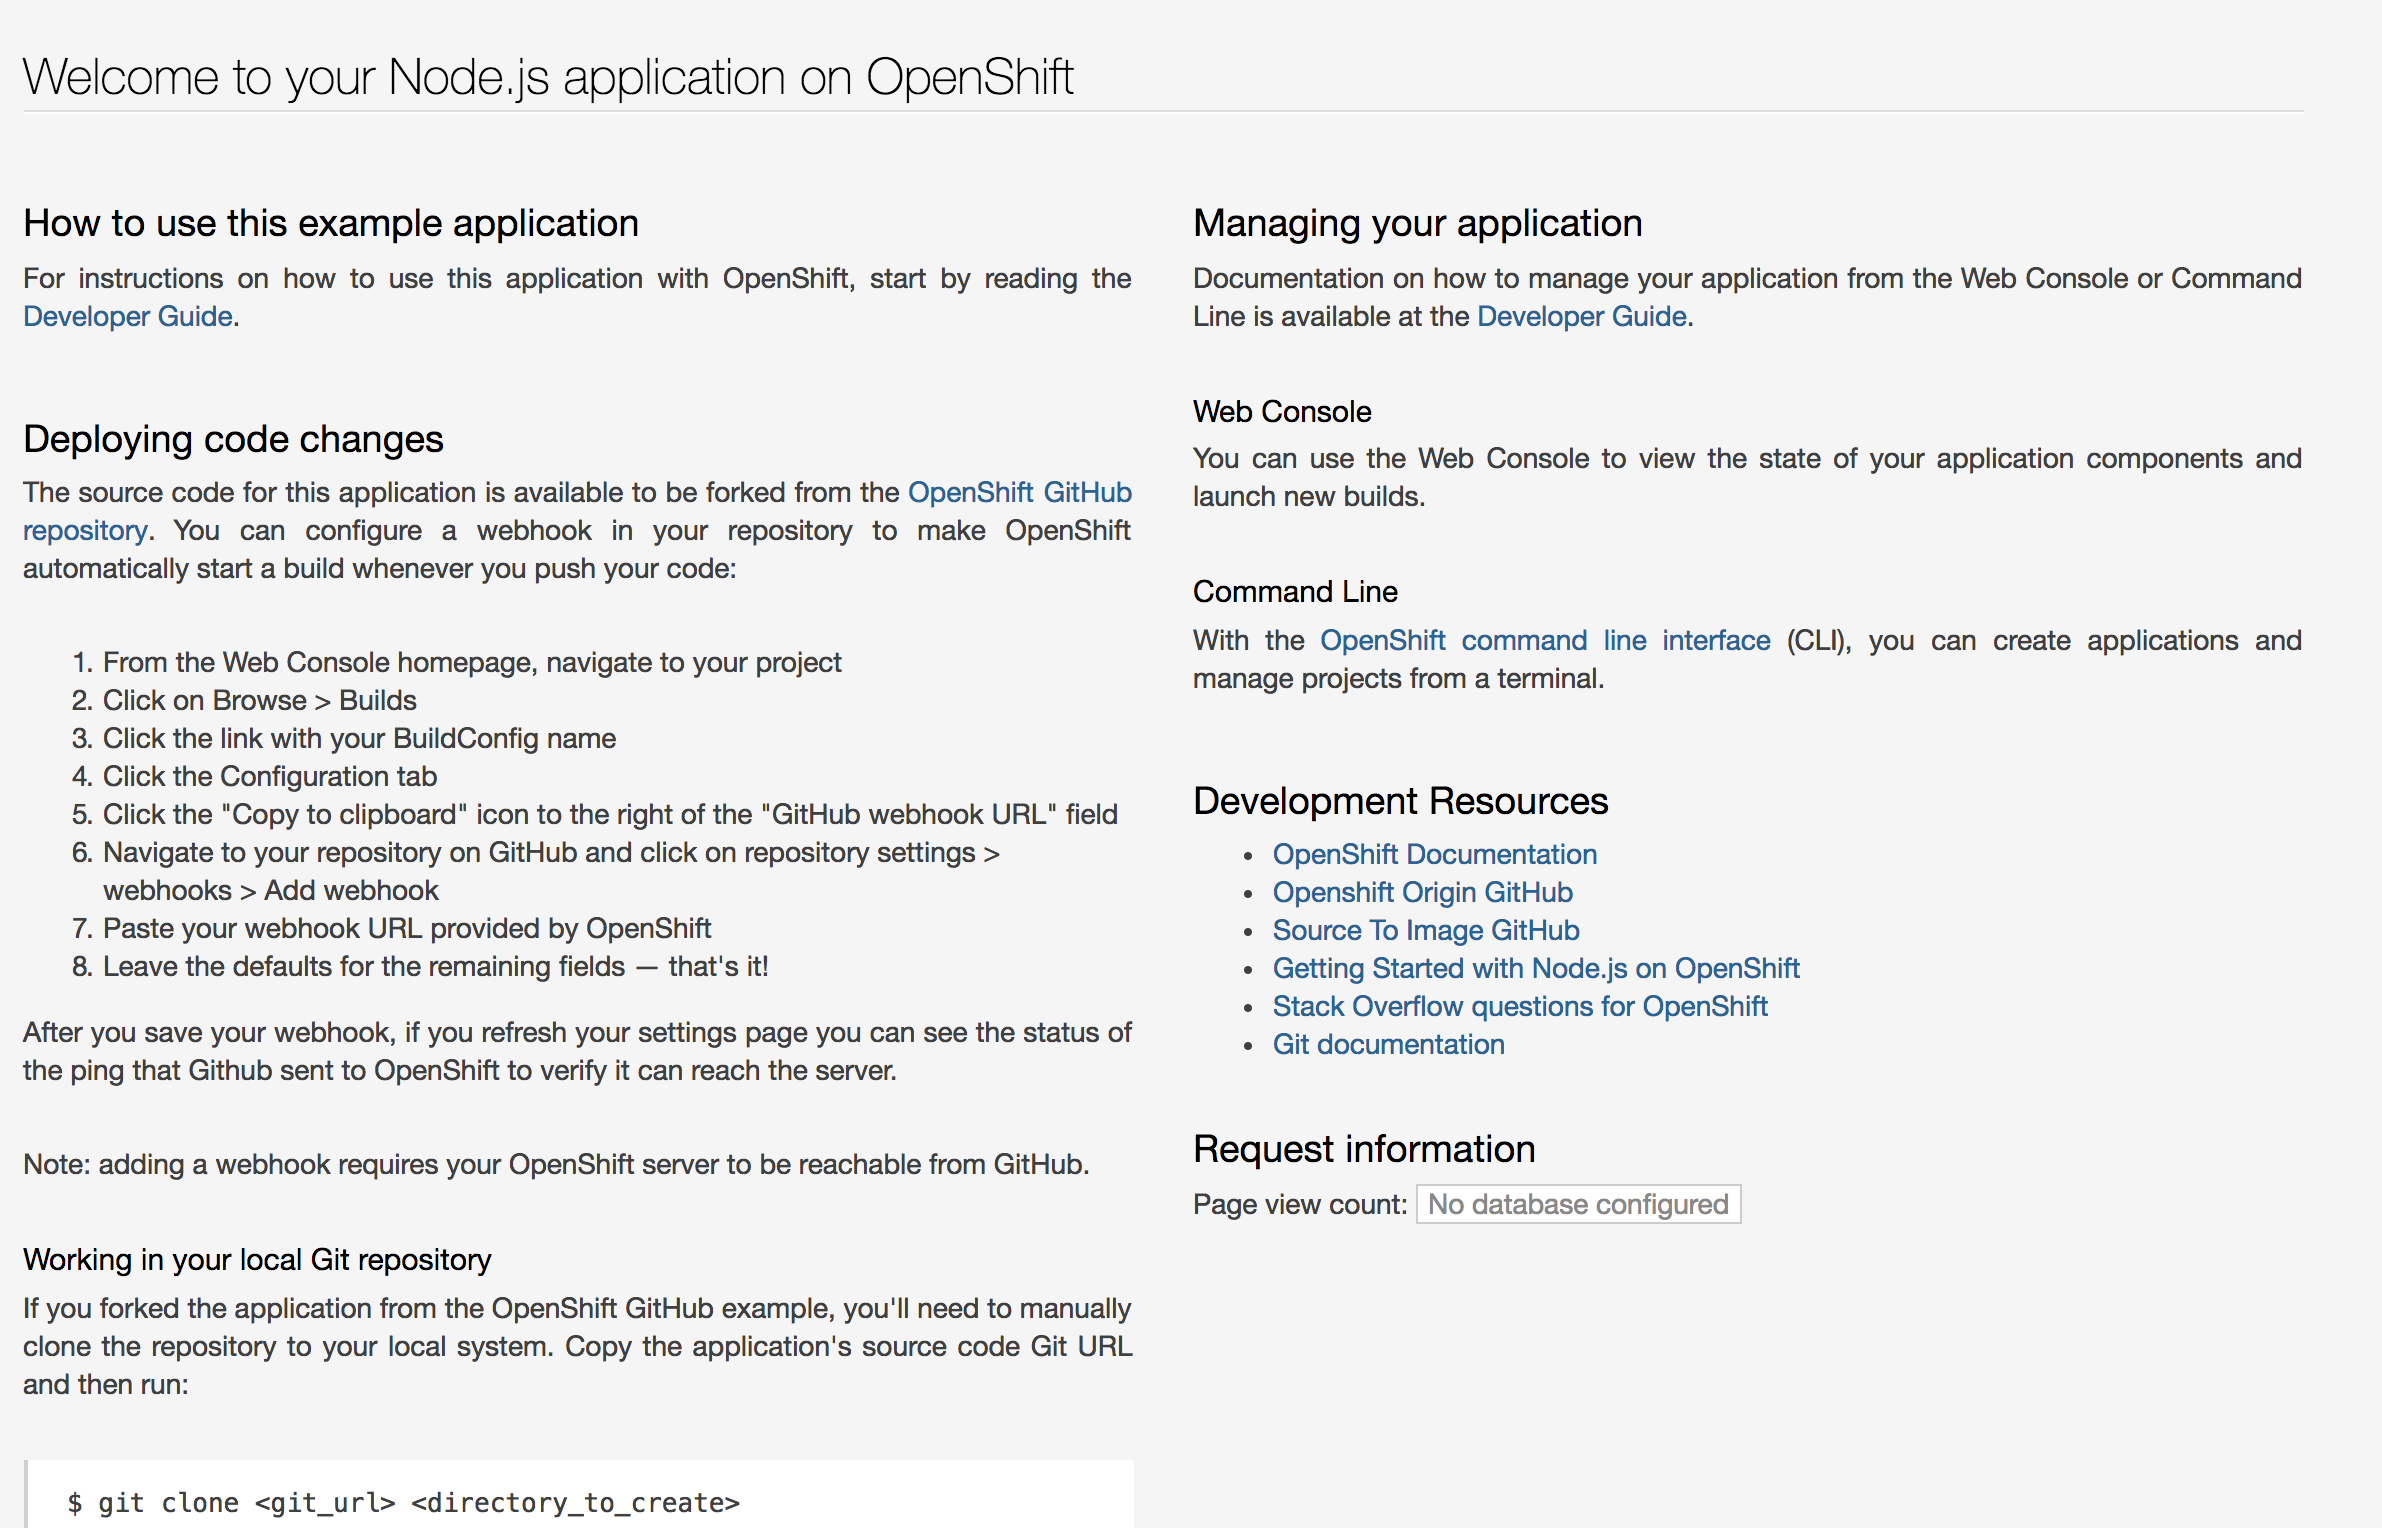 Welcome to your Node.js application on OpenShift
How to use this example application
For instructions on how to use this application with OpenShift, start by reading the
Developer Guide.
Deploying code changes
The source code for this application is available to be forked from the OpenShift GitHub
repository. You can configure a webhook in your repository to make OpenShift
automatically start a build whenever you push your code:
1. From the Web Console homepage, navigate to your project
2. Click on Browse > Builds
3. Click the link with your BuildConfig name
4. Click the Configuration tab
5. Click the "Copy to clipboard" icon to the right of the "GitHub webhook URL" field
6. Navigate to your repository on GitHub and click on repository settings >
webhooks > Add webhook
7. Paste your webhook URL provided by OpenShift
8. Leave the defaults for the remaining fields — that's it!
After you save your webhook, if you refresh your settings page you can see the status of
the ping that Github sent to OpenShift to verify it can reach the server.
Note: adding a webhook requires your OpenShift server to be reachable from GitHub.
Working in your local Git repository
If you forked the application from the OpenShift GitHub example, you'll need to manually
clone the repository to your local system. Copy the application's source code Git URL
and then run:
$ git clone <git_url> <directory_to_create>
Managing your application
Documentation on how to manage your application from the Web Console or Command
Line is available at the Developer Guide.
Web Console
You can use the Web Console to view the state of your application components and
launch new builds.
Command Line
With the OpenShift command line interface (CLI), you can create applications and
manage projects from a terminal.
Development Resources
• OpenShift Documentation
• Openshift Origin GitHub
• Source To Image GitHub
• Getting Started with Node.js on OpenShift
• Stack Overflow questions for OpenShift
• Git documentation
Request information
Page view count: No database configured